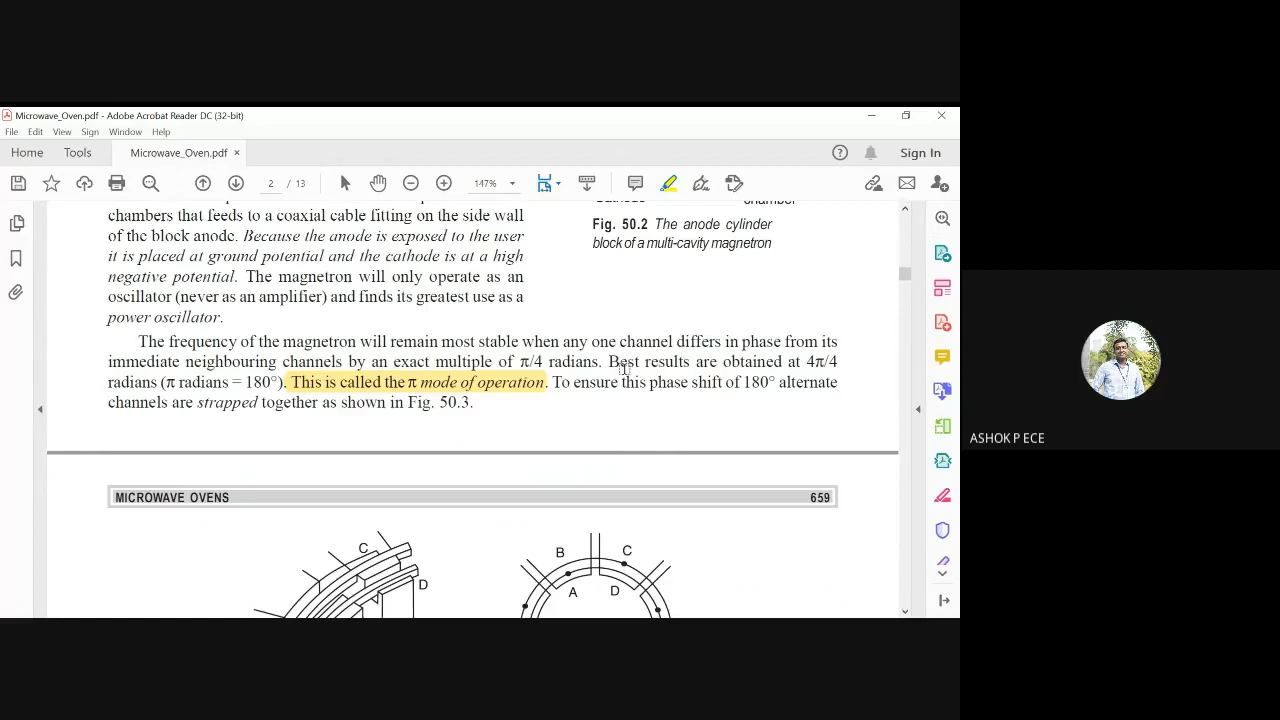 Microwave_Oven.pdf - Adobe Acrobat Reader DC (32-bit)
File Edit View Sign Window Help
Home Tools Microwave_Oven.pdf × Sign In
2 / 13 147%
chambers that feeds to a coaxial cable fitting on the side wall
of the block anode. Because the anode is exposed to the user
it is placed at ground potential and the cathode is at a high
negative potential. The magnetron will only operate as an
oscillator (never as an amplifier) and finds its greatest use as a
power oscillator.
chamber
Fig. 50.2 The anode cylinder
block of a multi-cavity magnetron
The frequency of the magnetron will remain most stable when any one channel differs in phase from its
immediate neighbouring channels by an exact multiple of π/4 radians. Best results are obtained at 4π/4
radians (π radians = 180°). This is called the π mode of operation. To ensure this phase shift of 180° alternate
channels are strapped together as shown in Fig. 50.3.
MICROWAVE OVENS 659
C
D
B C
A D
ASHOK P ECE